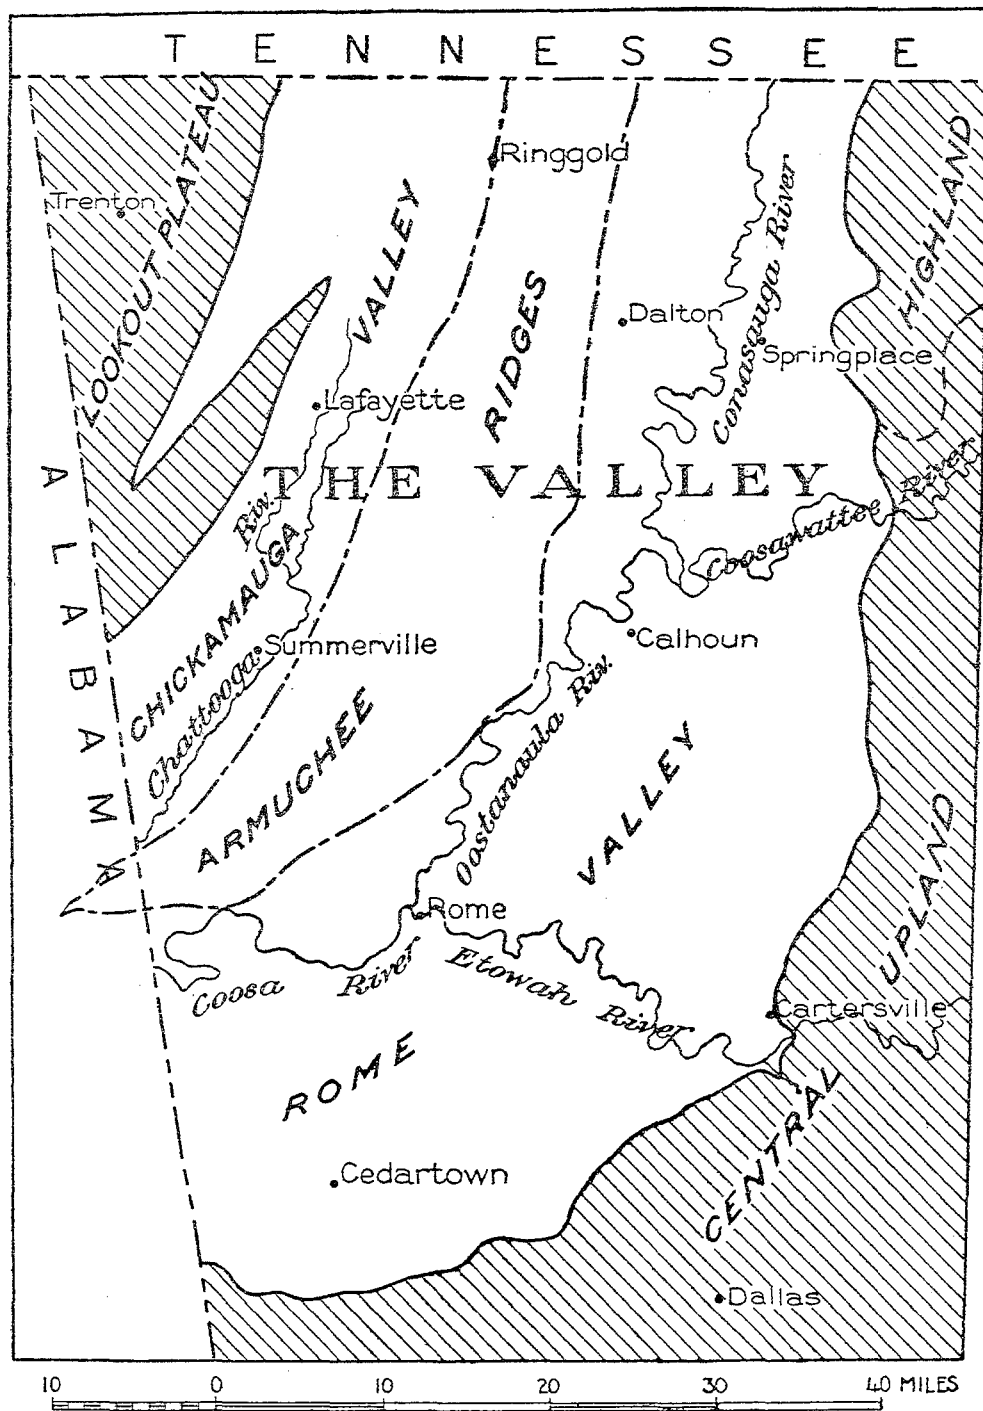 TENNESSEE
LOOKOUT PLATEAU
Trenton
Ringgold
HIGHLAND
Conasauga River
Dalton
Springplace
Lafayette
THE VALLEY
ALABAMA
CHICKAMAUGA VALLEY
Chattooga Riv.
Summerville
ARMUCHEE RIDGES
Coosawattee River
Calhoun
Oostanaula Riv.
ROME VALLEY
Rome
Coosa River
Etowah River
Cartersville
CENTRAL UPLAND
Cedartown
Dallas
10 0 10 20 30 40 MILES